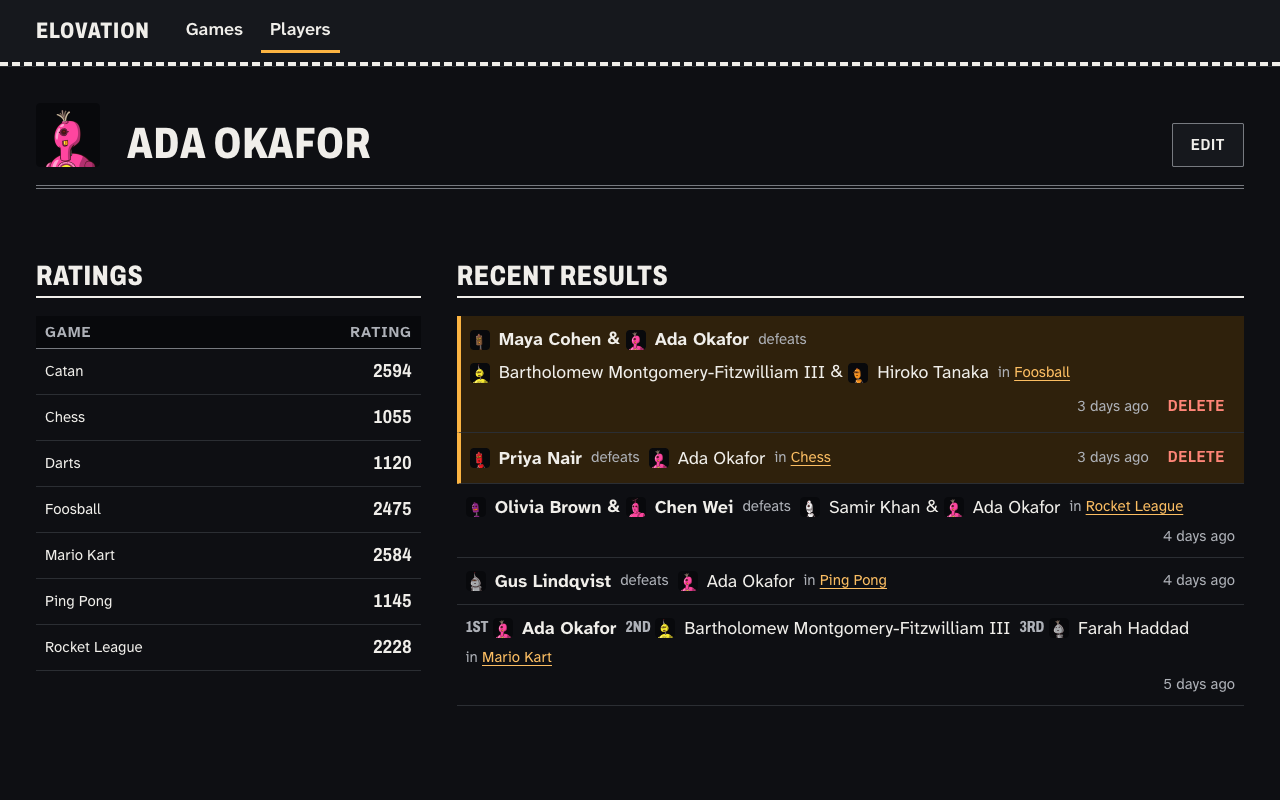 ELOVATION Games Players
ADA OKAFOR
EDIT
RATINGS
GAME RATING
Catan 2594
Chess 1055
Darts 1120
Foosball 2475
Mario Kart 2584
Ping Pong 1145
Rocket League 2228
RECENT RESULTS
Maya Cohen & Ada Okafor defeats
Bartholomew Montgomery-Fitzwilliam III & Hiroko Tanaka in Foosball
3 days ago DELETE
Priya Nair defeats Ada Okafor in Chess 3 days ago DELETE
Olivia Brown & Chen Wei defeats Samir Khan & Ada Okafor in Rocket League
4 days ago
Gus Lindqvist defeats Ada Okafor in Ping Pong 4 days ago
1ST Ada Okafor 2ND Bartholomew Montgomery-Fitzwilliam III 3RD Farah Haddad
in Mario Kart
5 days ago